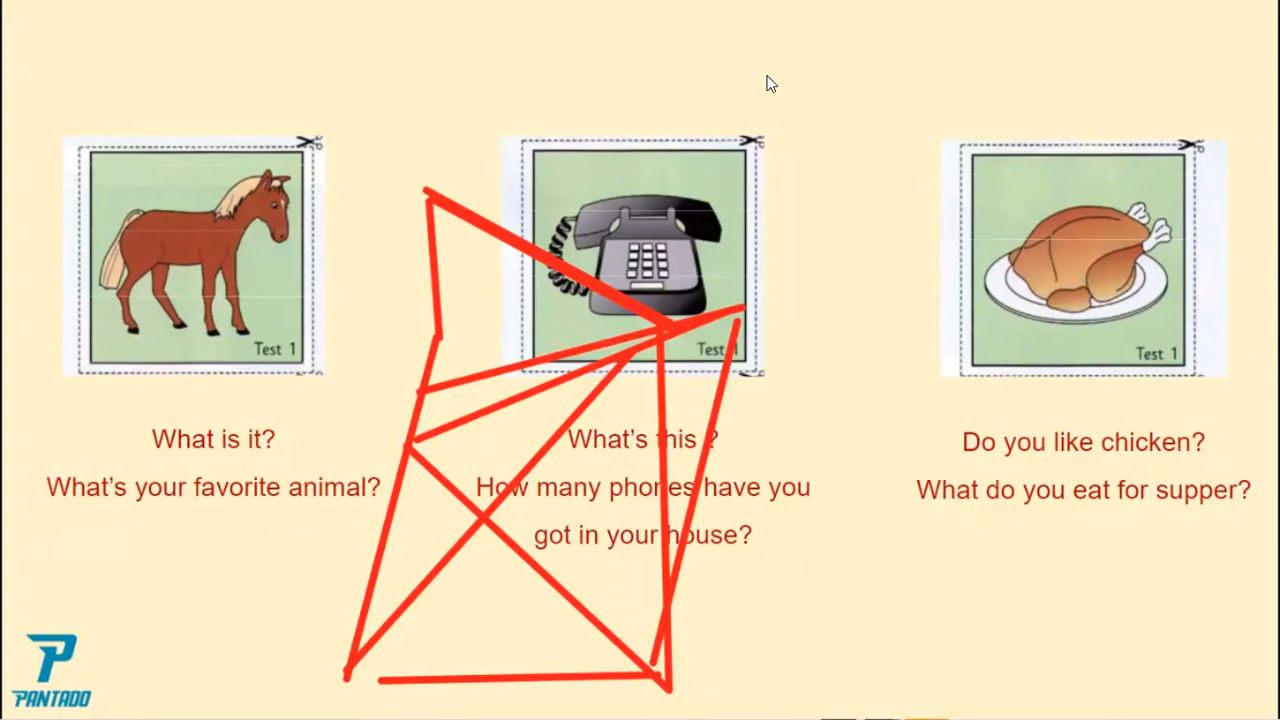 Test 1
Test 1
Test 1
What is it?
What's your favorite animal?
What's this ?
How many phones have you
got in your house?
Do you like chicken?
What do you eat for supper?
PANTADO